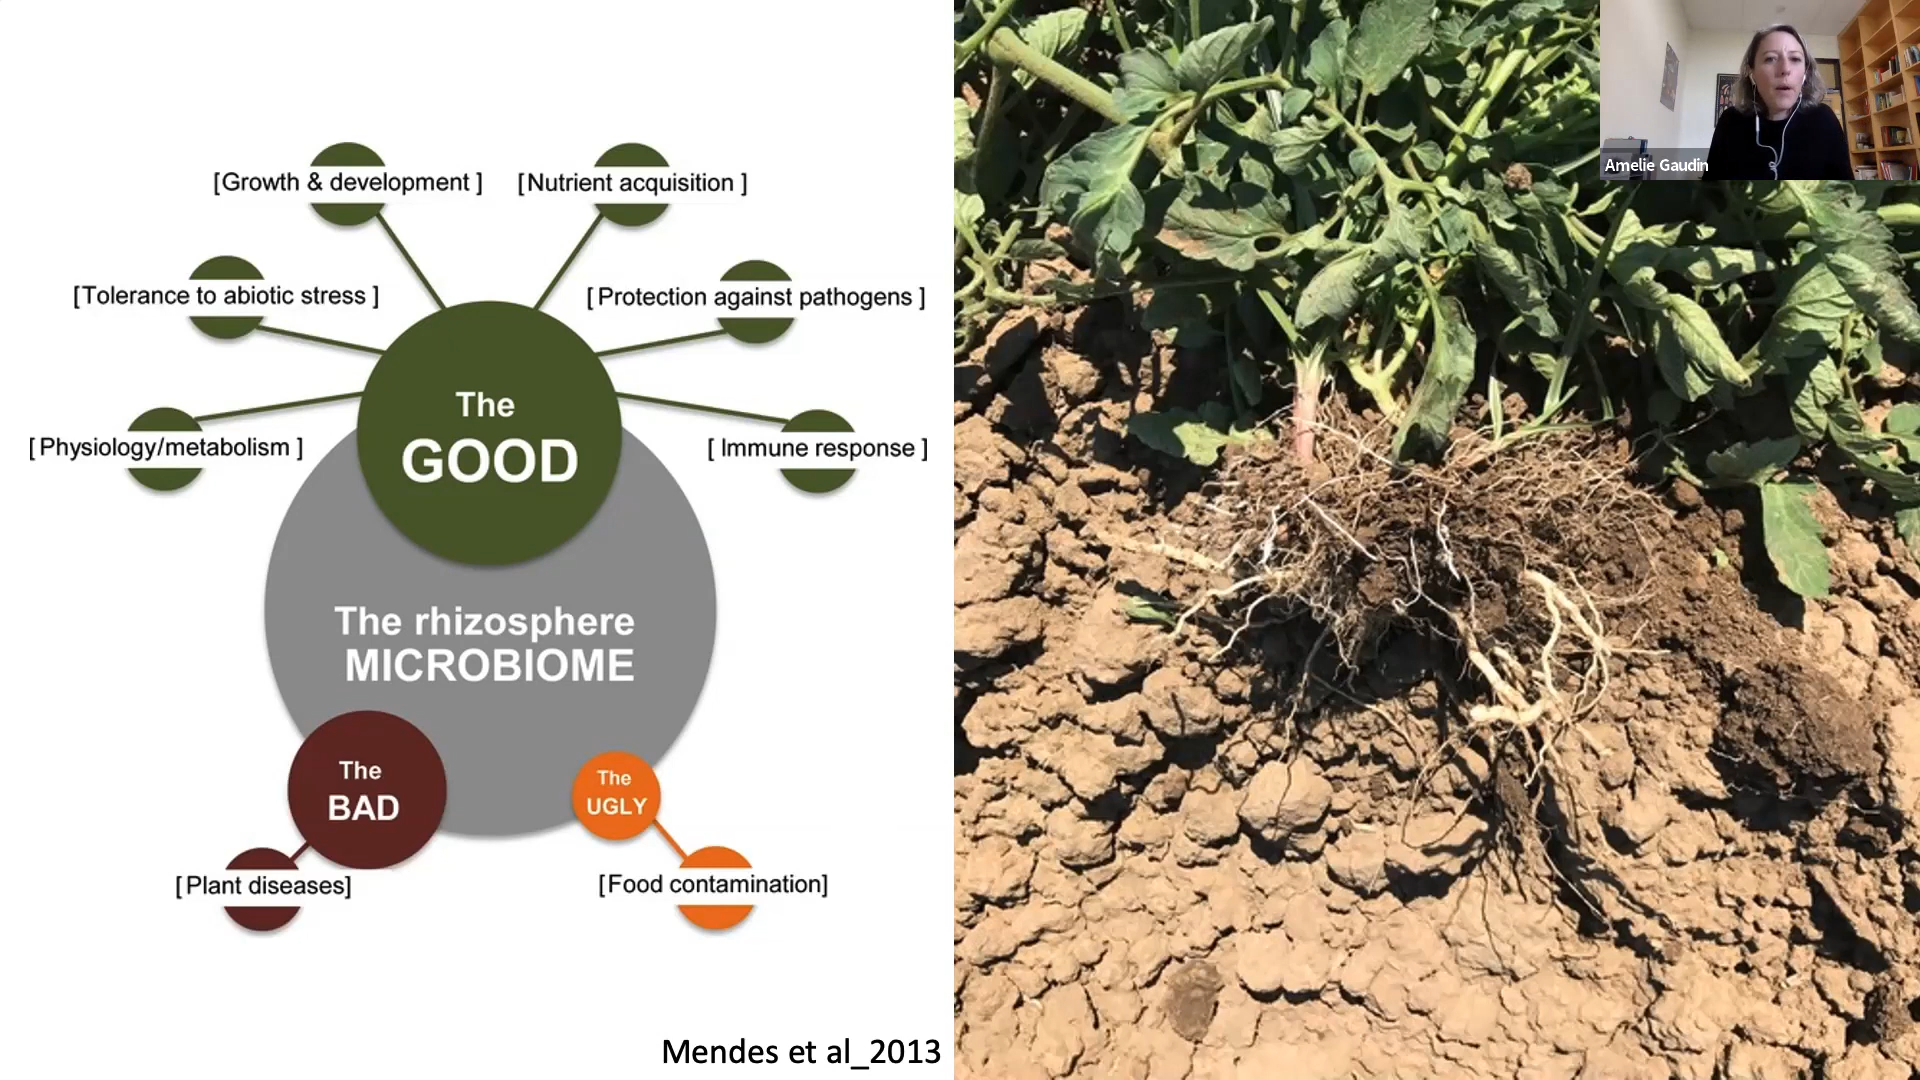 [Growth & development ]
[Nutrient acquisition ]
[Tolerance to abiotic stress ]
[Protection against pathogens ]
The
GOOD
[ Physiology/metabolism ]
[ Immune response ]
The rhizosphere
MICROBIOME
The
BAD
The
UGLY
[Plant diseases]
[Food contamination]
Mendes et al_2013
Amelie Gaudin